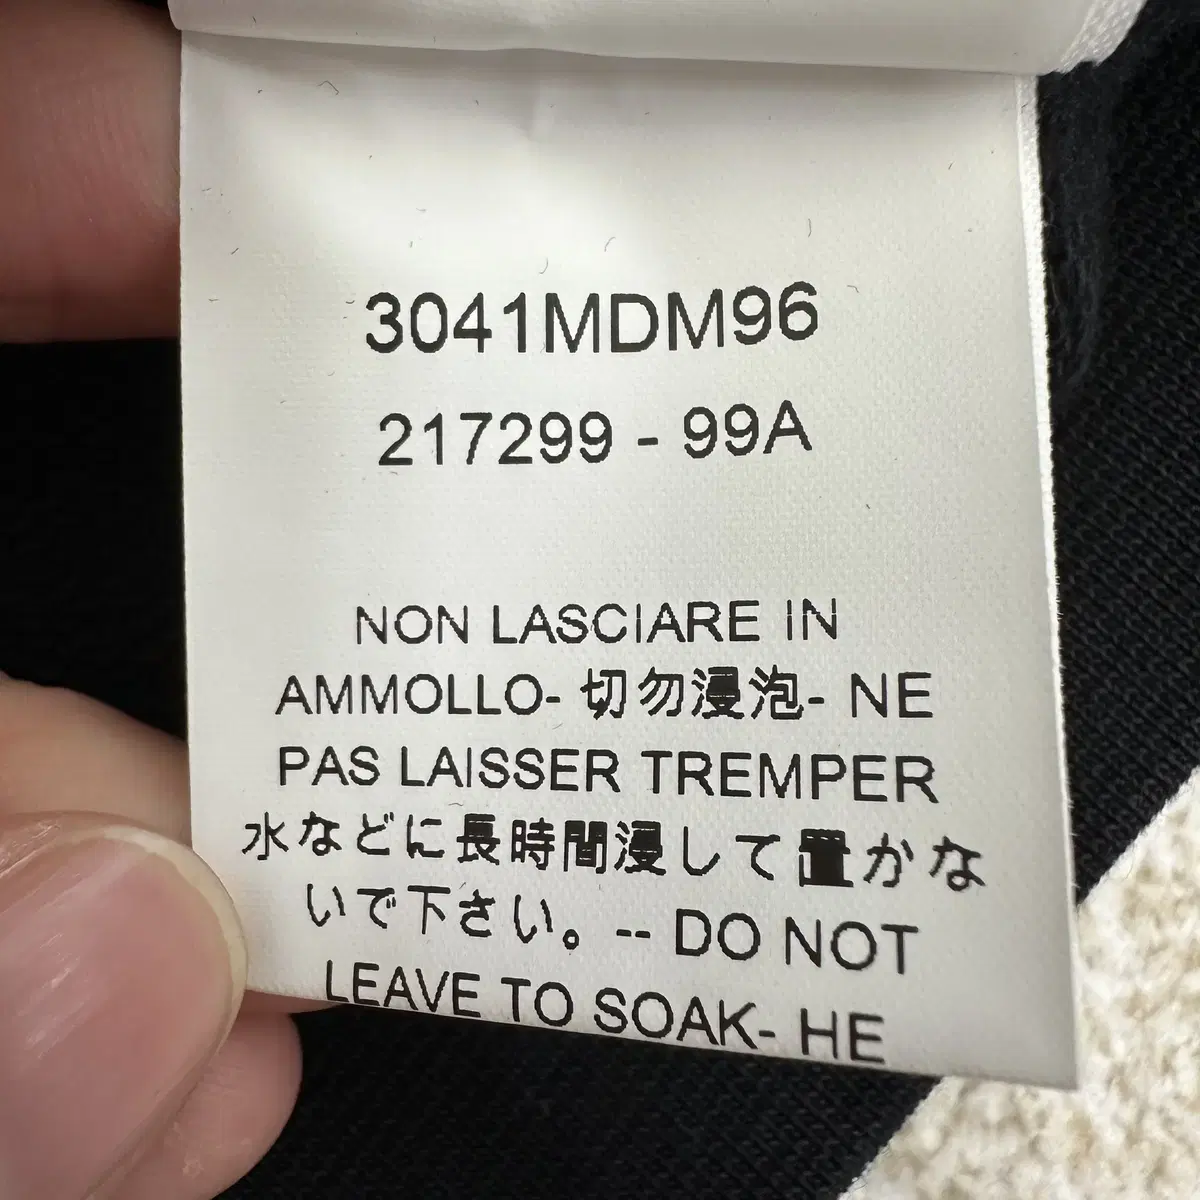 3041MDM96
217299 - 99A
NON LASCIARE IN
AMMOLLO- 切勿浸泡- NE
PAS LAISSER TREMPER
水などに長時間浸して置かな
いで下さい。-- DO NOT
LEAVE TO SOAK- НЕ